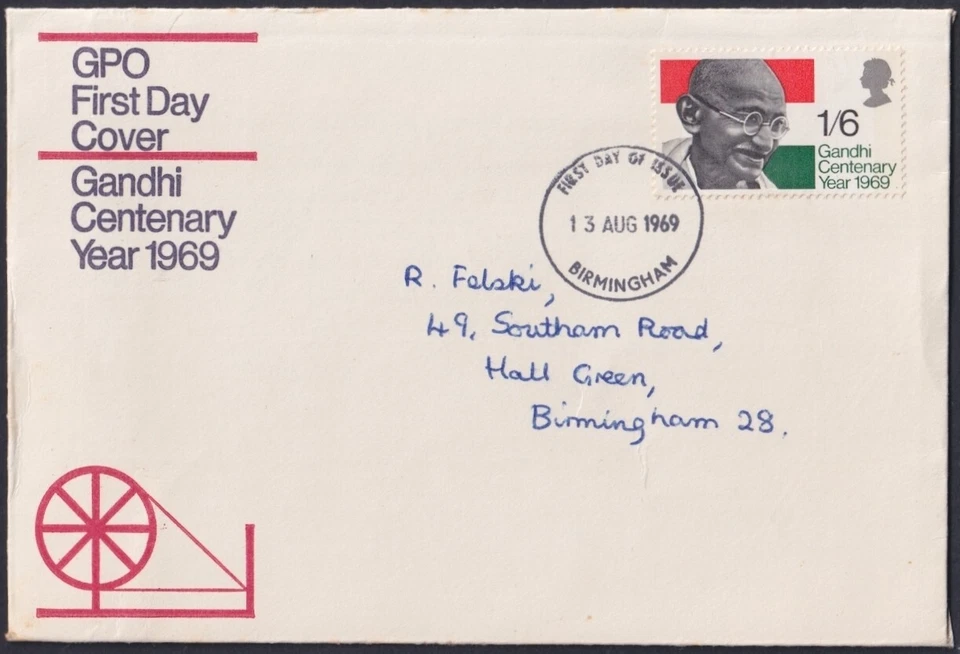 GPO
First Day
Cover
Gandhi
Centenary
Year 1969
1/6
Gandhi
Centenary
Year 1969
FIRST DAY OF ISSUE
13 AUG 1969
BIRMINGHAM
R. Felski,
49, Southam Road,
Hall Green,
Birmingham 28.